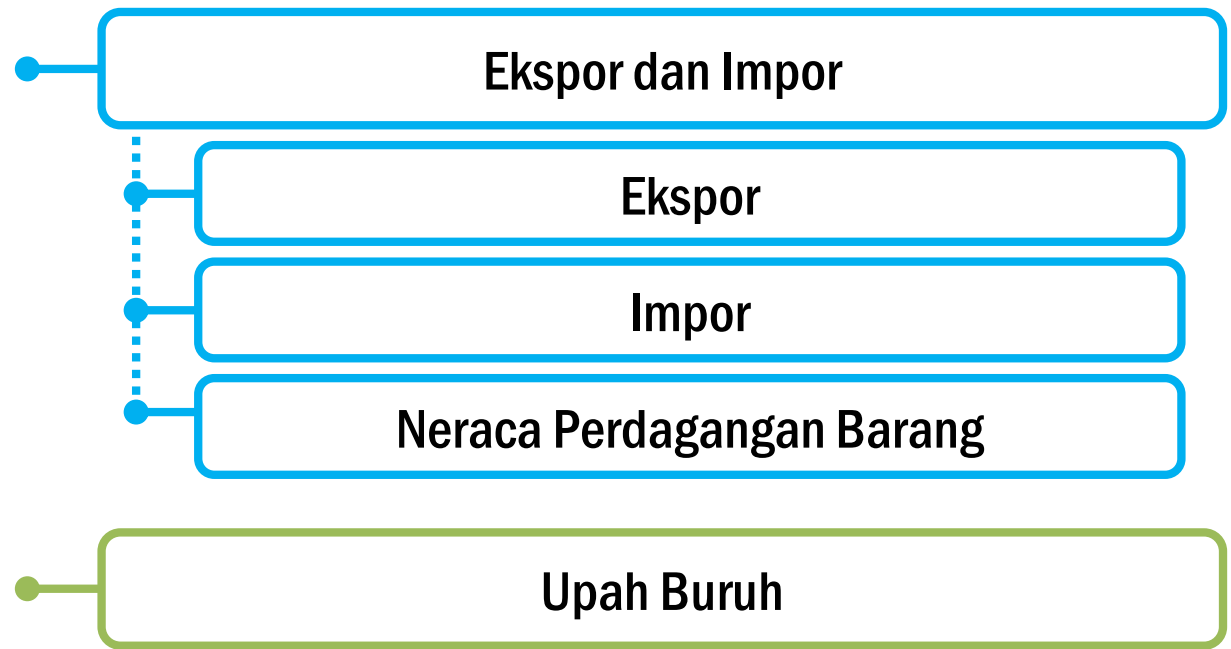 Ekspor dan Impor
Ekspor
Impor
Neraca Perdagangan Barang
Upah Buruh